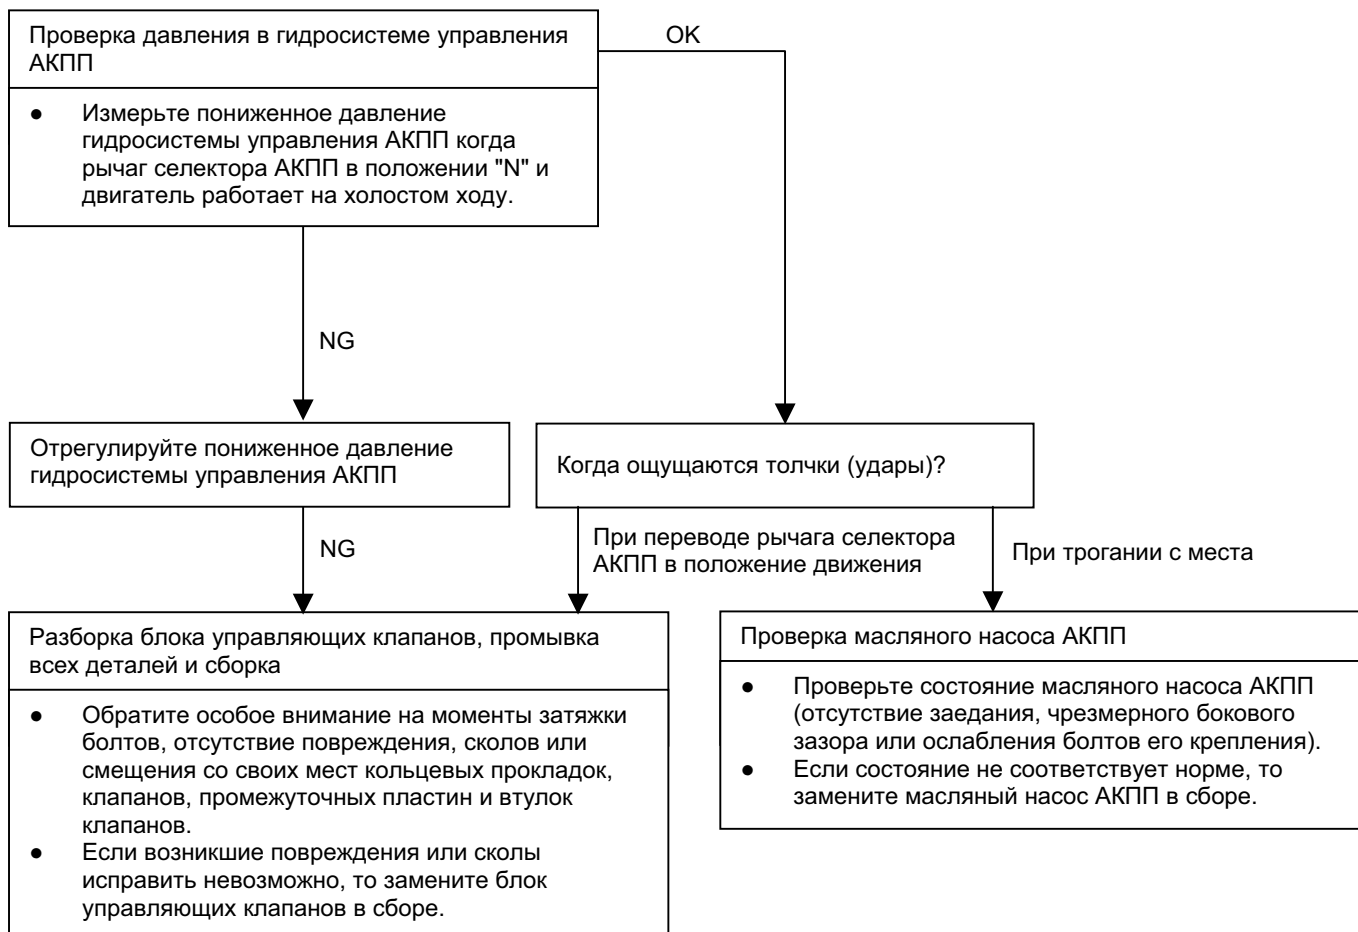 Проверка давления в гидросистеме управления
АКПП
● Измерьте пониженное давление
гидросистемы управления АКПП когда
рычаг селектора АКПП в положении "N" и
двигатель работает на холостом ходу.
OK
NG
Отрегулируйте пониженное давление
гидросистемы управления АКПП
Когда ощущаются толчки (удары)?
NG
При переводе рычага селектора
АКПП в положение движения
При трогании с места
Разборка блока управляющих клапанов, промывка
всех деталей и сборка
● Обратите особое внимание на моменты затяжки
болтов, отсутствие повреждения, сколов или
смещения со своих мест кольцевых прокладок,
клапанов, промежуточных пластин и втулок
клапанов.
● Если возникшие повреждения или сколы
исправить невозможно, то замените блок
управляющих клапанов в сборе.
Проверка масляного насоса АКПП
● Проверьте состояние масляного насоса АКПП
(отсутствие заедания, чрезмерного бокового
зазора или ослабления болтов его крепления).
● Если состояние не соответствует норме, то
замените масляный насос АКПП в сборе.